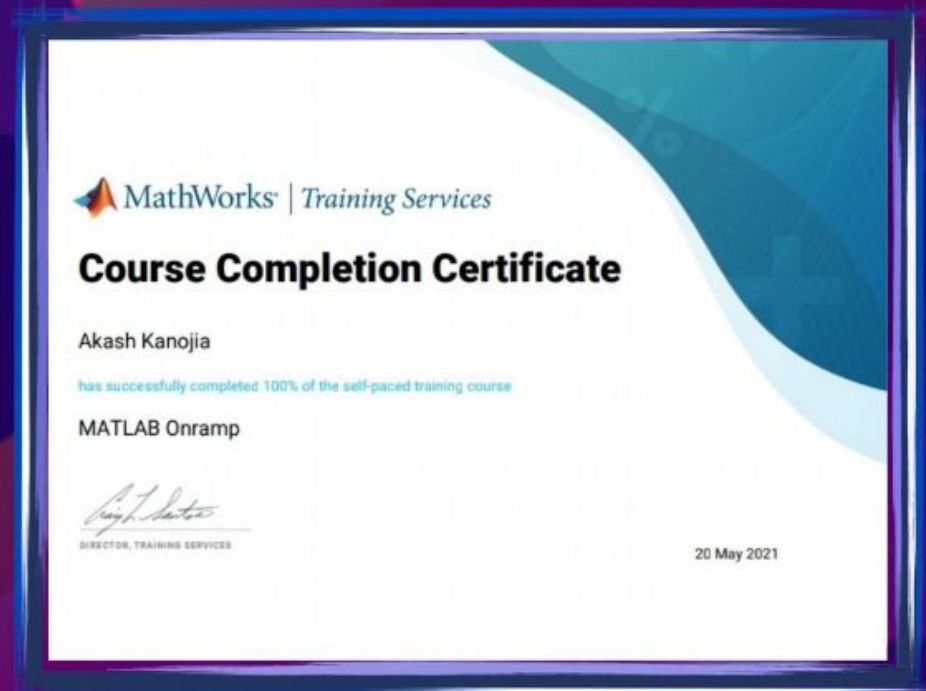 MathWorks® | Training Services
Course Completion Certificate
Akash Kanojia
has successfully completed 100% of the self-paced training course
MATLAB Onramp
DIRECTOR, TRAINING SERVICES
20 May 2021